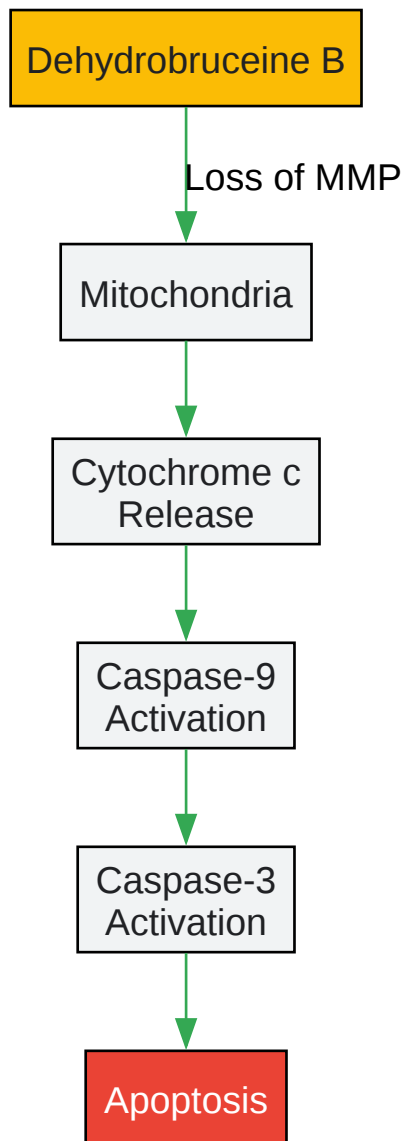 Dehydrobruceine B
Loss of MMP
Mitochondria
Cytochrome c
Release
Caspase-9
Activation
Caspase-3
Activation
Apoptosis